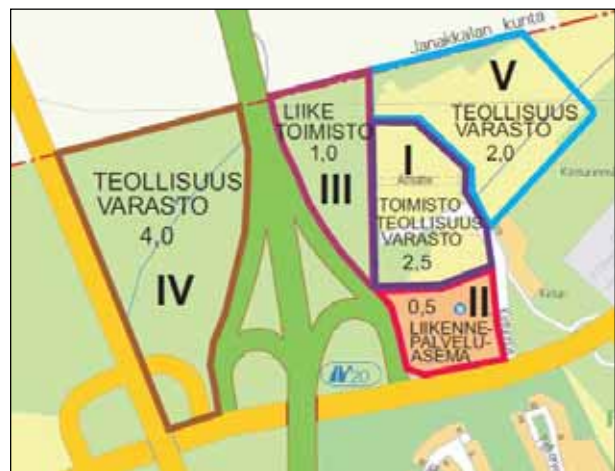 Janakkalan kunta
V
TEOLLISUUS
VARASTO
2,0
LIIKE
TOIMISTO
1,0
III
I
TOIMISTO
TEOLLISUUS
VARASTO
2,5
TEOLLISUUS
VARASTO
4,0
IV
0,5
II
LIIKENNE-
PALVELU-
ASEMA
20